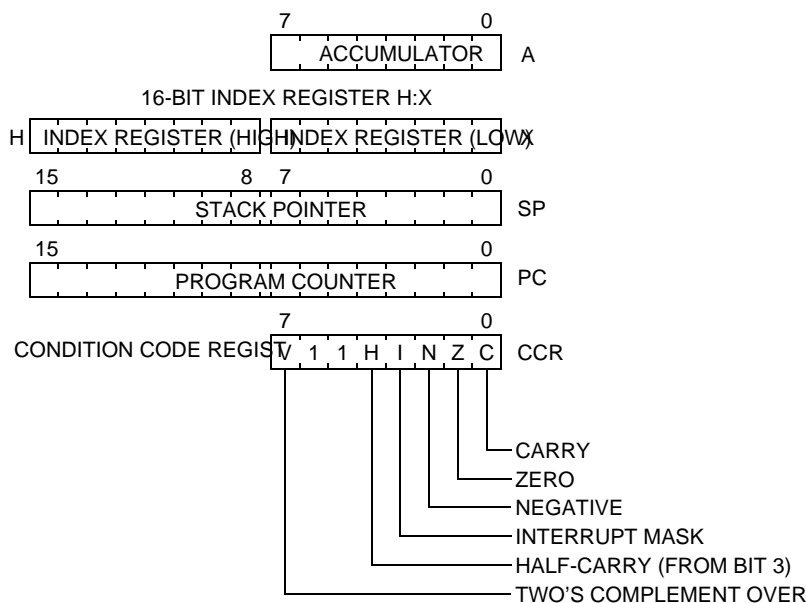 7 0
ACCUMULATOR A
16-BIT INDEX REGISTER H:X
H INDEX REGISTER (HIGH) INDEX REGISTER (LOW) X
15 8 7 0
STACK POINTER SP
15 0
PROGRAM COUNTER PC
7 0
CONDITION CODE REGIST V 1 1 H I N Z C CCR
CARRY
ZERO
NEGATIVE
INTERRUPT MASK
HALF-CARRY (FROM BIT 3)
TWO'S COMPLEMENT OVER